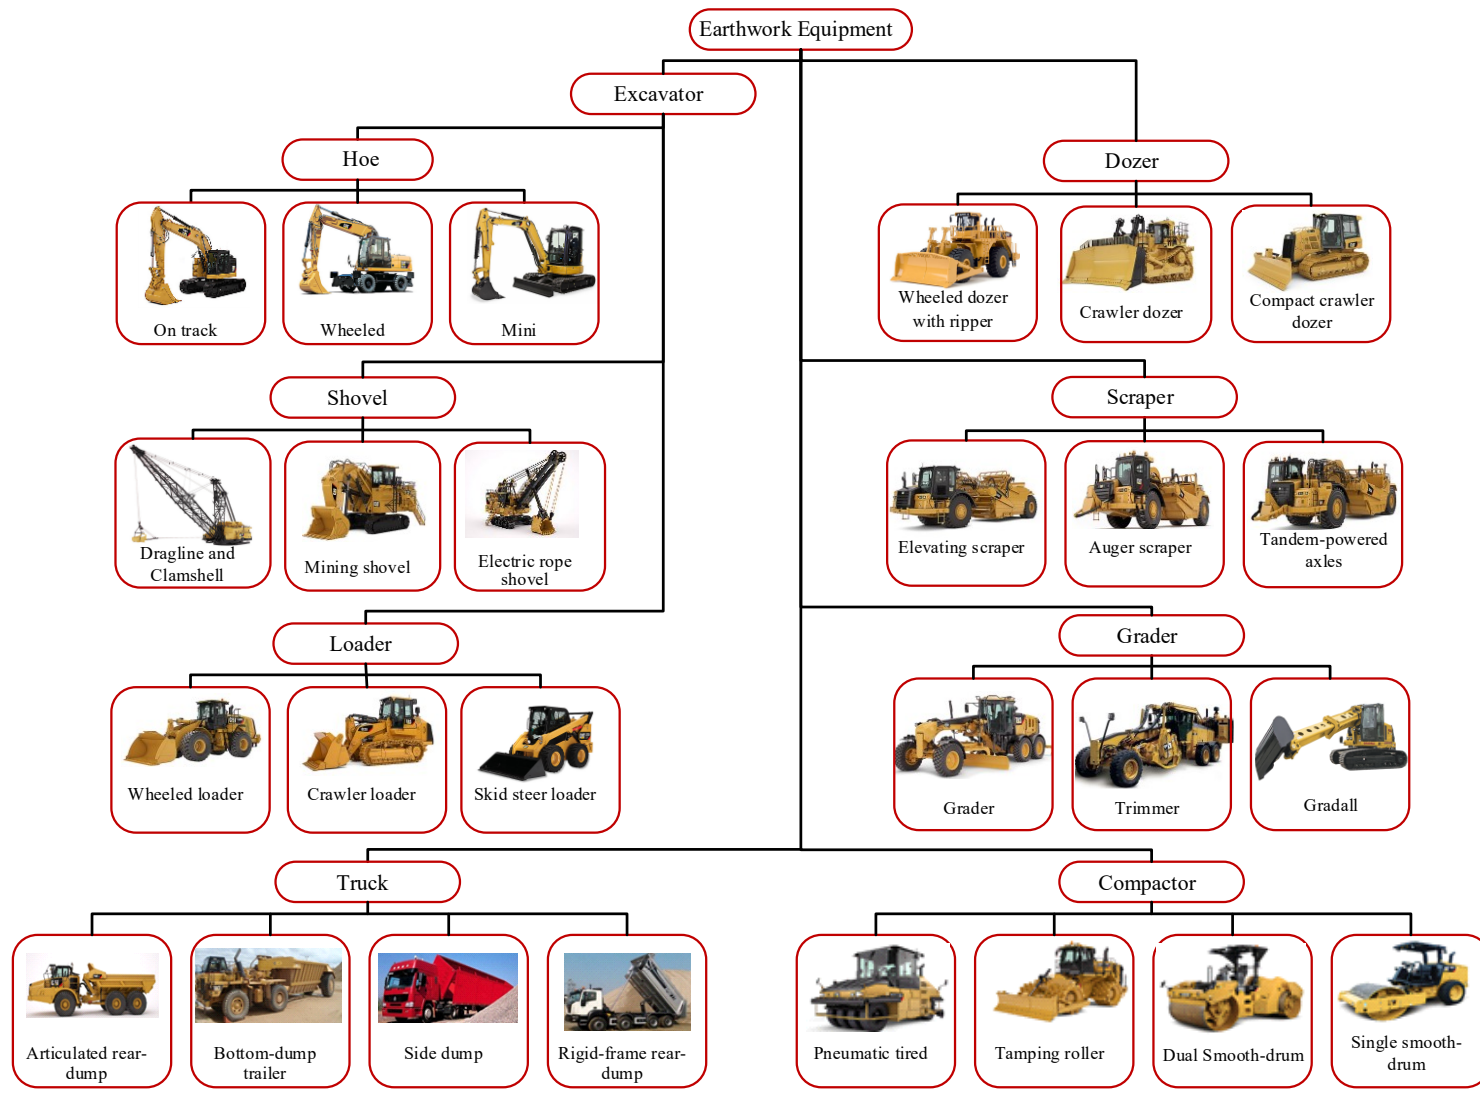 Earthwork Equipment
Excavator
Hoe
Dozer
On track
Wheeled
Mini
Wheeled dozer
with ripper
Crawler dozer
Compact crawler
dozer
Shovel
Scraper
Dragline and
Clamshell
Mining shovel
Electric rope
shovel
Elevating scraper
Auger scraper
Tandem-powered
axles
Loader
Grader
Wheeled loader
Crawler loader
Skid steer loader
Grader
Trimmer
Gradall
Truck
Compactor
Articulated rear-
dump
Bottom-dump
trailer
Side dump
Rigid-frame rear-
dump
Pneumatic tired
Tamping roller
Dual Smooth-drum
Single smooth-
drum